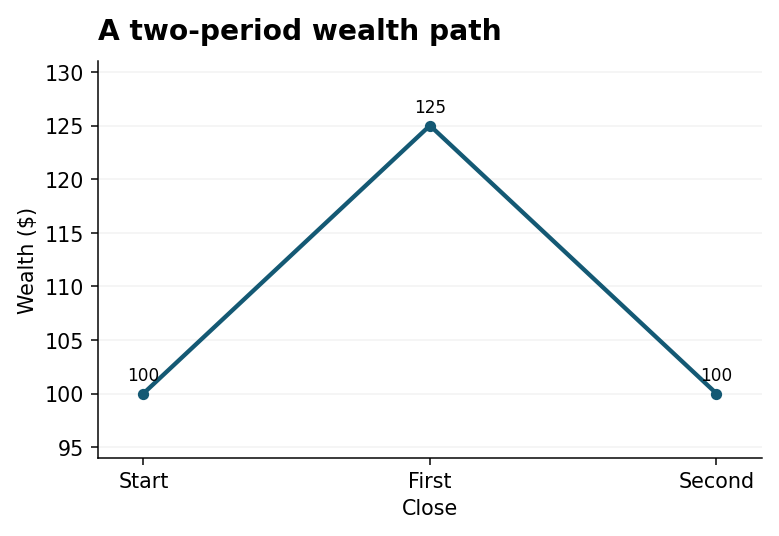 A two-period wealth path
Wealth ($)
130
125
120
115
110
105
100
95
100
125
100
Start
First
Second
Close